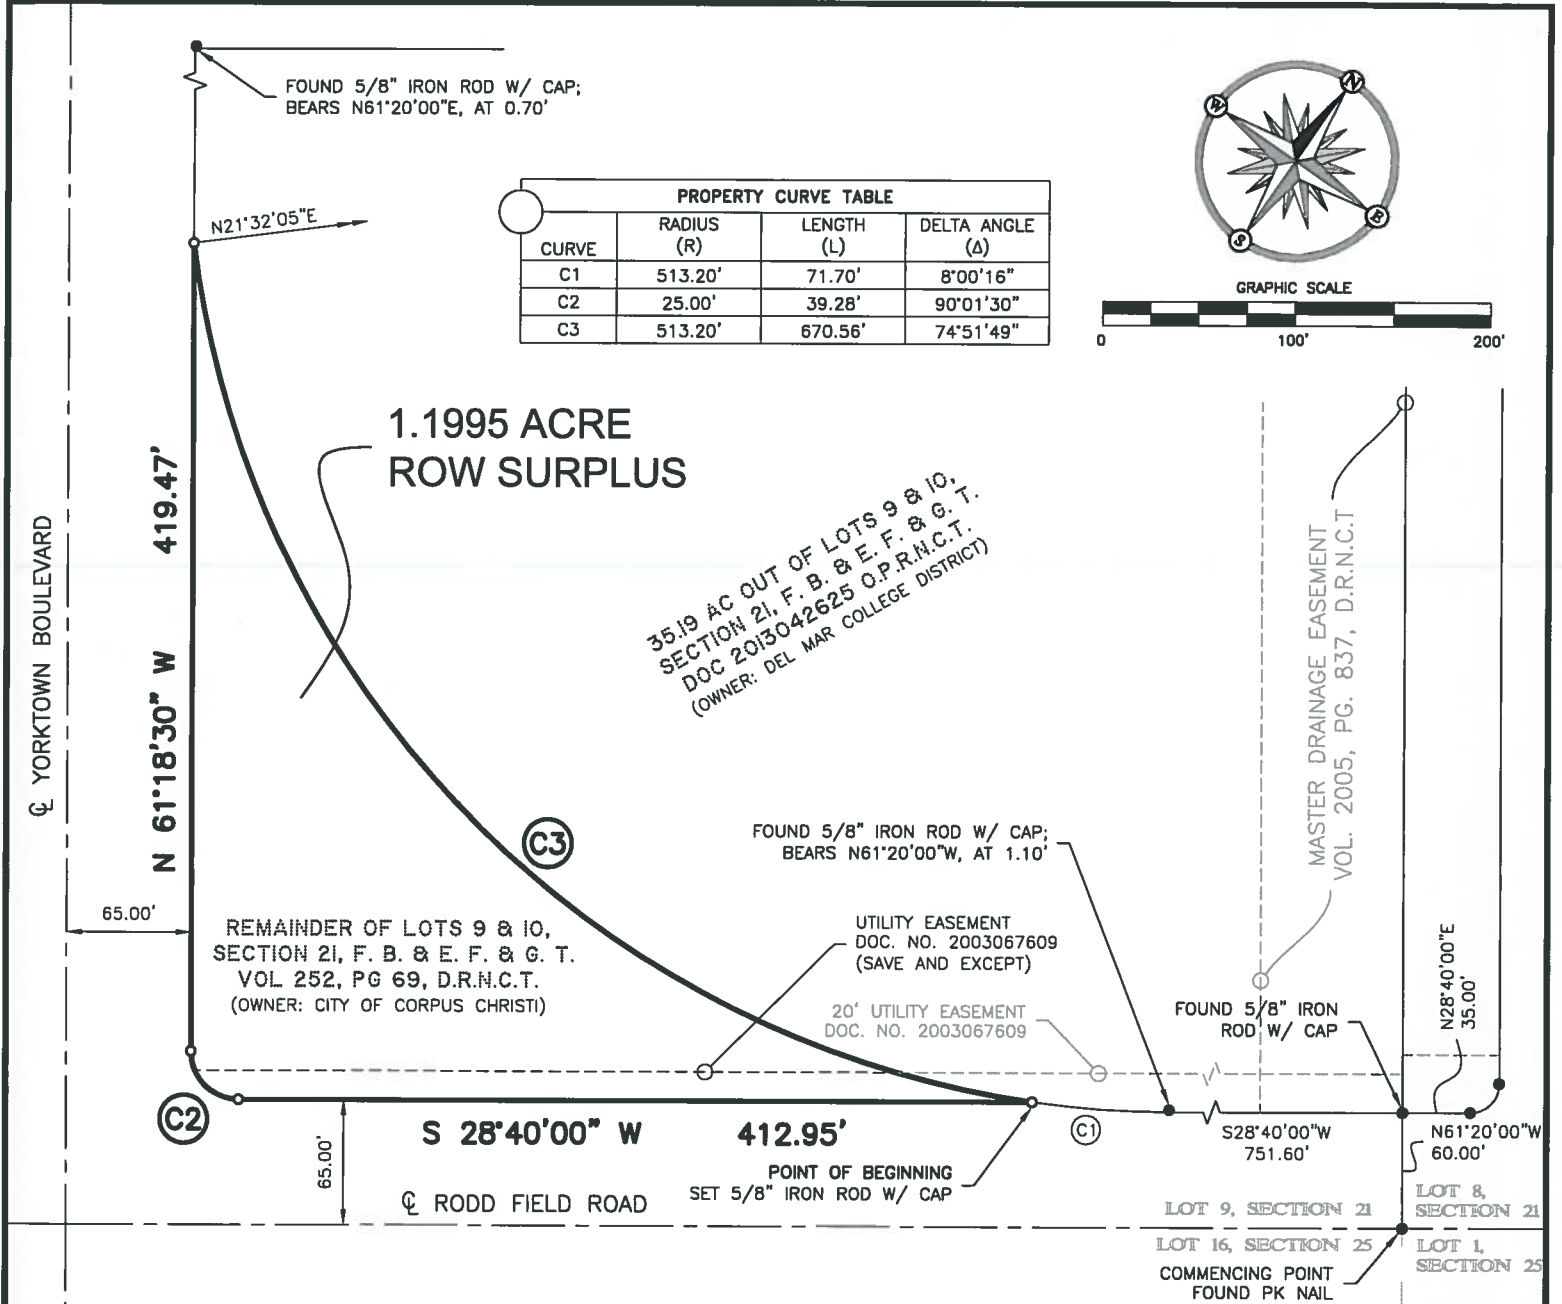 FOUND 5/8" IRON ROD W/ CAP;
BEARS N61°20'00"E, AT 0.70'
N21°32'05"E
PROPERTY CURVE TABLE
CURVE RADIUS (R) LENGTH (L) DELTA ANGLE (Δ)
C1 513.20' 71.70' 8°00'16"
C2 25.00' 39.28' 90°01'30"
C3 513.20' 670.56' 74°51'49"
N
W
E
S
GRAPHIC SCALE
0 100' 200'
1.1995 ACRE
ROW SURPLUS
℄ YORKTOWN BOULEVARD
N 61°18'30" W 419.47'
65.00'
35.19 AC OUT OF LOTS 9 & 10,
SECTION 21, F. B. & E. F. & G. T.
DOC 2013042625 O.P.R.N.C.T.
(OWNER: DEL MAR COLLEGE DISTRICT)
MASTER DRAINAGE EASEMENT
VOL. 2005, PG. 837, D.R.N.C.T
C3
FOUND 5/8" IRON ROD W/ CAP;
BEARS N61°20'00"W, AT 1.10'
REMAINDER OF LOTS 9 & 10,
SECTION 21, F. B. & E. F. & G. T.
VOL 252, PG 69, D.R.N.C.T.
(OWNER: CITY OF CORPUS CHRISTI)
UTILITY EASEMENT
DOC. NO. 2003067609
(SAVE AND EXCEPT)
20' UTILITY EASEMENT
DOC. NO. 2003067609
FOUND 5/8" IRON
ROD W/ CAP
N28°40'00"E
35.00'
C2
S 28°40'00" W 412.95'
C1
S28°40'00"W
751.60'
N61°20'00"W
60.00'
65.00'
POINT OF BEGINNING
SET 5/8" IRON ROD W/ CAP
℄ RODD FIELD ROAD
LOT 9, SECTION 21
LOT 8,
SECTION 21
LOT 16, SECTION 25
LOT 1,
SECTION 25
COMMENCING POINT
FOUND PK NAIL